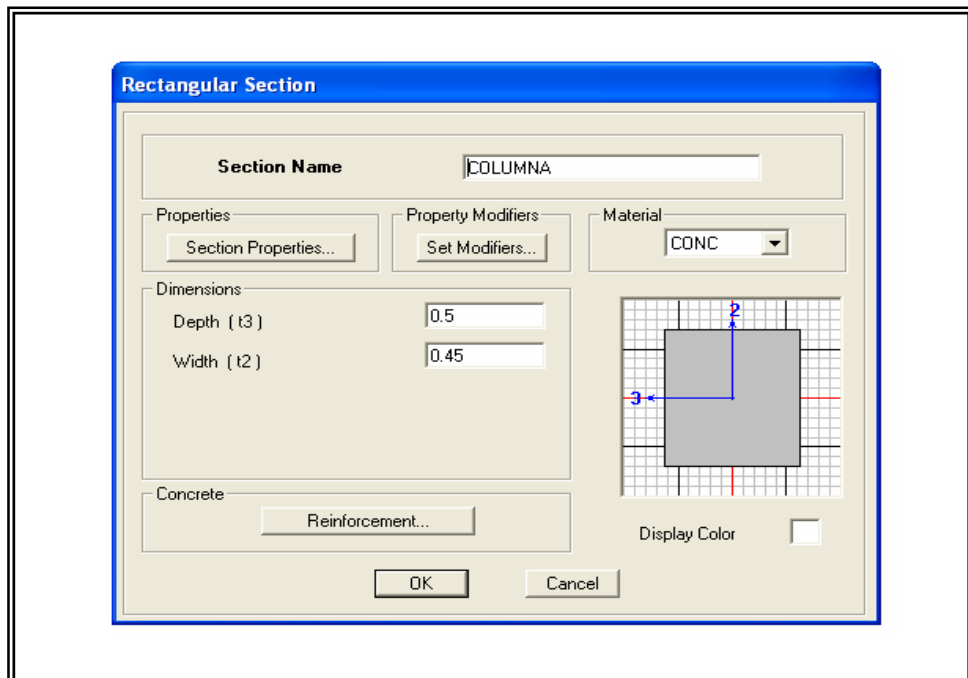 Rectangular Section
Section Name COLUMNA
Properties Property Modifiers Material
Section Properties... Set Modifiers... CONC
Dimensions
Depth ( t3 ) 0.5
Width ( t2 ) 0.45
2
3
Concrete
Reinforcement...
Display Color
OK Cancel